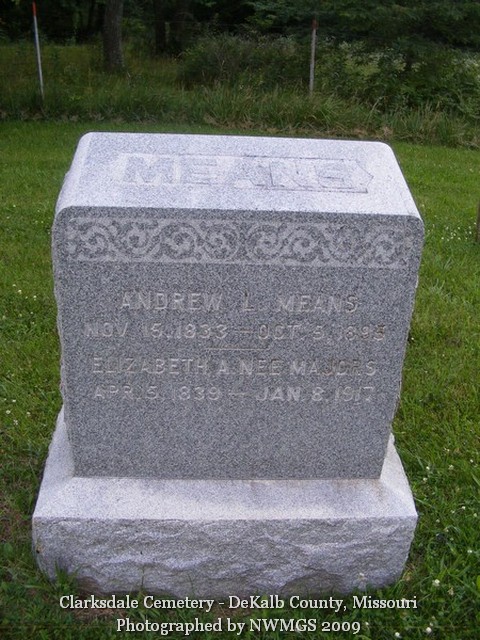 MEANS
ANDREW L. MEANS
NOV. 15, 1833 — OCT. 5, 1895
ELIZABETH A. NEE MAJORS
APR. 5, 1839 — JAN. 8, 1917
Clarksdale Cemetery - DeKalb County, Missouri
Photographed by NWMGS 2009